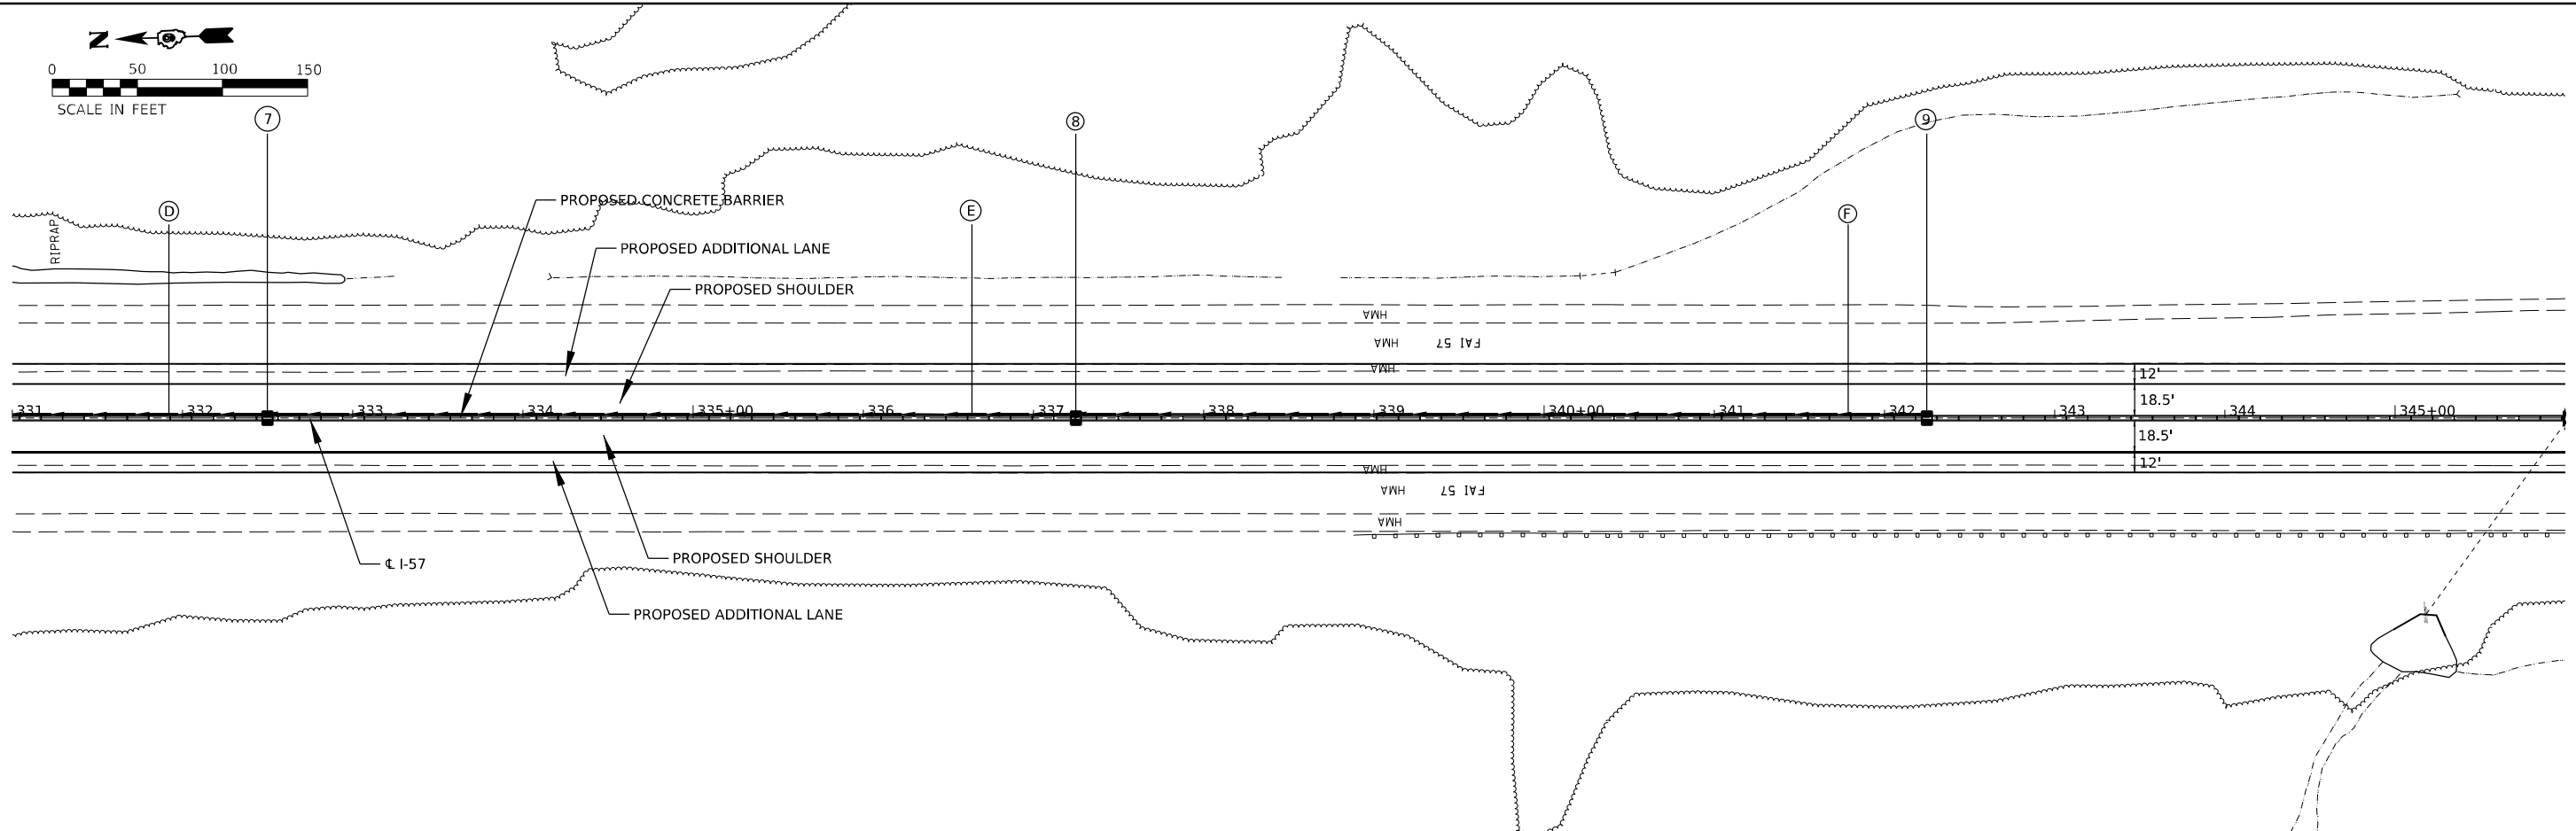 N
0 50 100 150
SCALE IN FEET
7
8
9
D
E
F
RIPRAP
PROPOSED CONCRETE BARRIER
PROPOSED ADDITIONAL LANE
PROPOSED SHOULDER
HMA
HMA FAI 57
HMA
12'
331 332 333 334 335+00 336 337 338 339 340+00 341 342 343 344 345+00
18.5'
18.5'
12'
HMA
HMA FAI 57
HMA
PROPOSED SHOULDER
℄ I-57
PROPOSED ADDITIONAL LANE